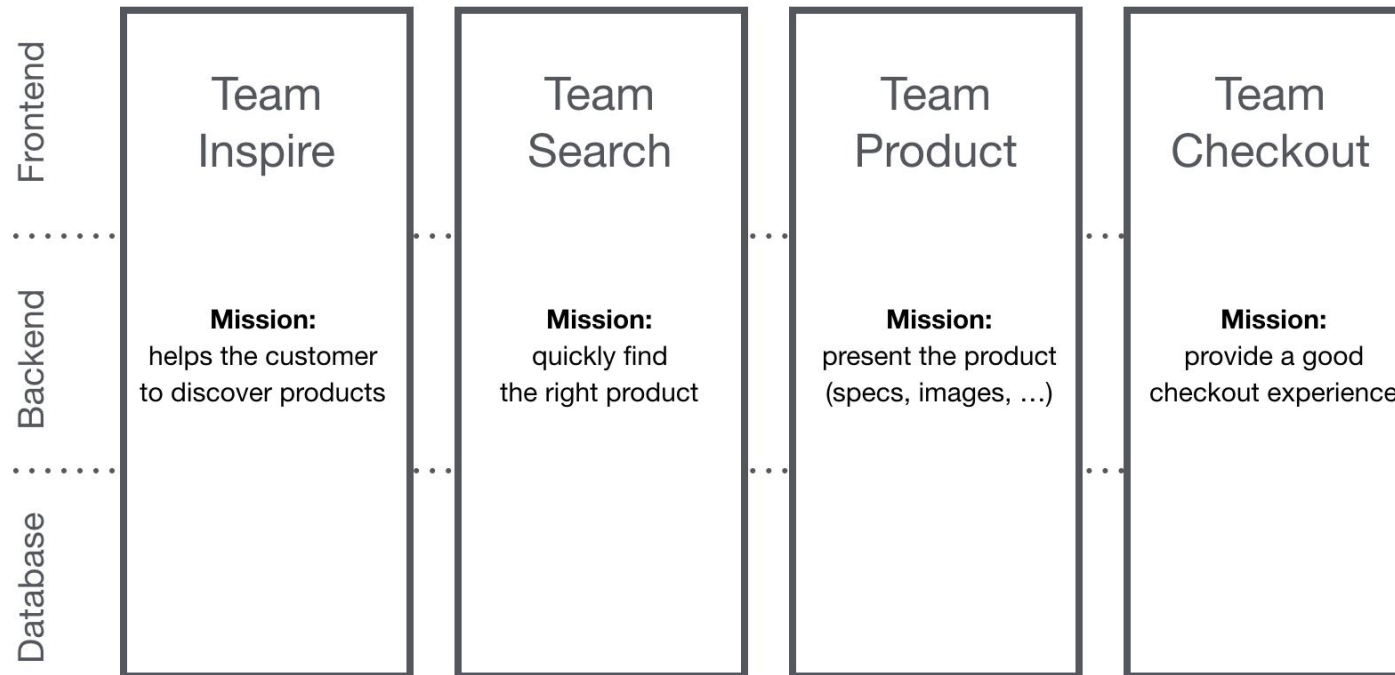 Frontend
Team
Inspire
Team
Search
Team
Product
Team
Checkout
Backend
Mission:
helps the customer
to discover products
Mission:
quickly find
the right product
Mission:
present the product
(specs, images, …)
Mission:
provide a good
checkout experience
Database